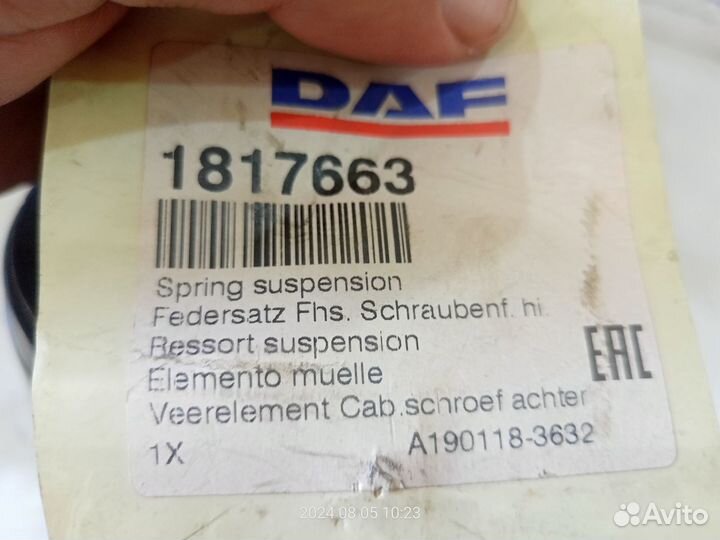 DAF
1817663
Spring suspension
Federsatz Fhs. Schraubenf. hi.
Ressort suspension
Elemento muelle
Veerelement Cab.schroef achter
EAC
1X
A190118-3632
2024.08.05 10:23
Avito